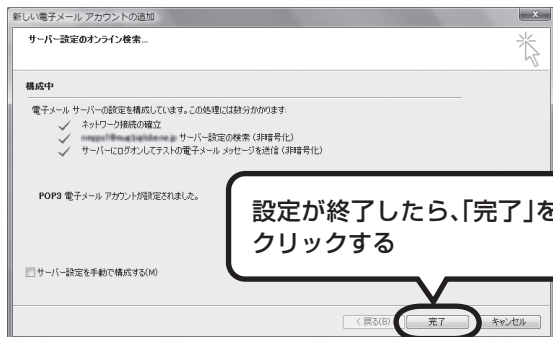 新しい電子メール アカウントの追加
サーバー設定のオンライン検索...
構成中
電子メール サーバーの設定を構成しています。この処理には数分かかります:
ネットワーク接続の確立
サーバー設定の検索 (非暗号化)
サーバーにログオンしてテストの電子メール メッセージを送信 (非暗号化)
POP3 電子メール アカウントが設定されました。
設定が終了したら、「完了」を
クリックする
サーバー設定を手動で構成する(M)
< 戻る(B)
完了
キャンセル